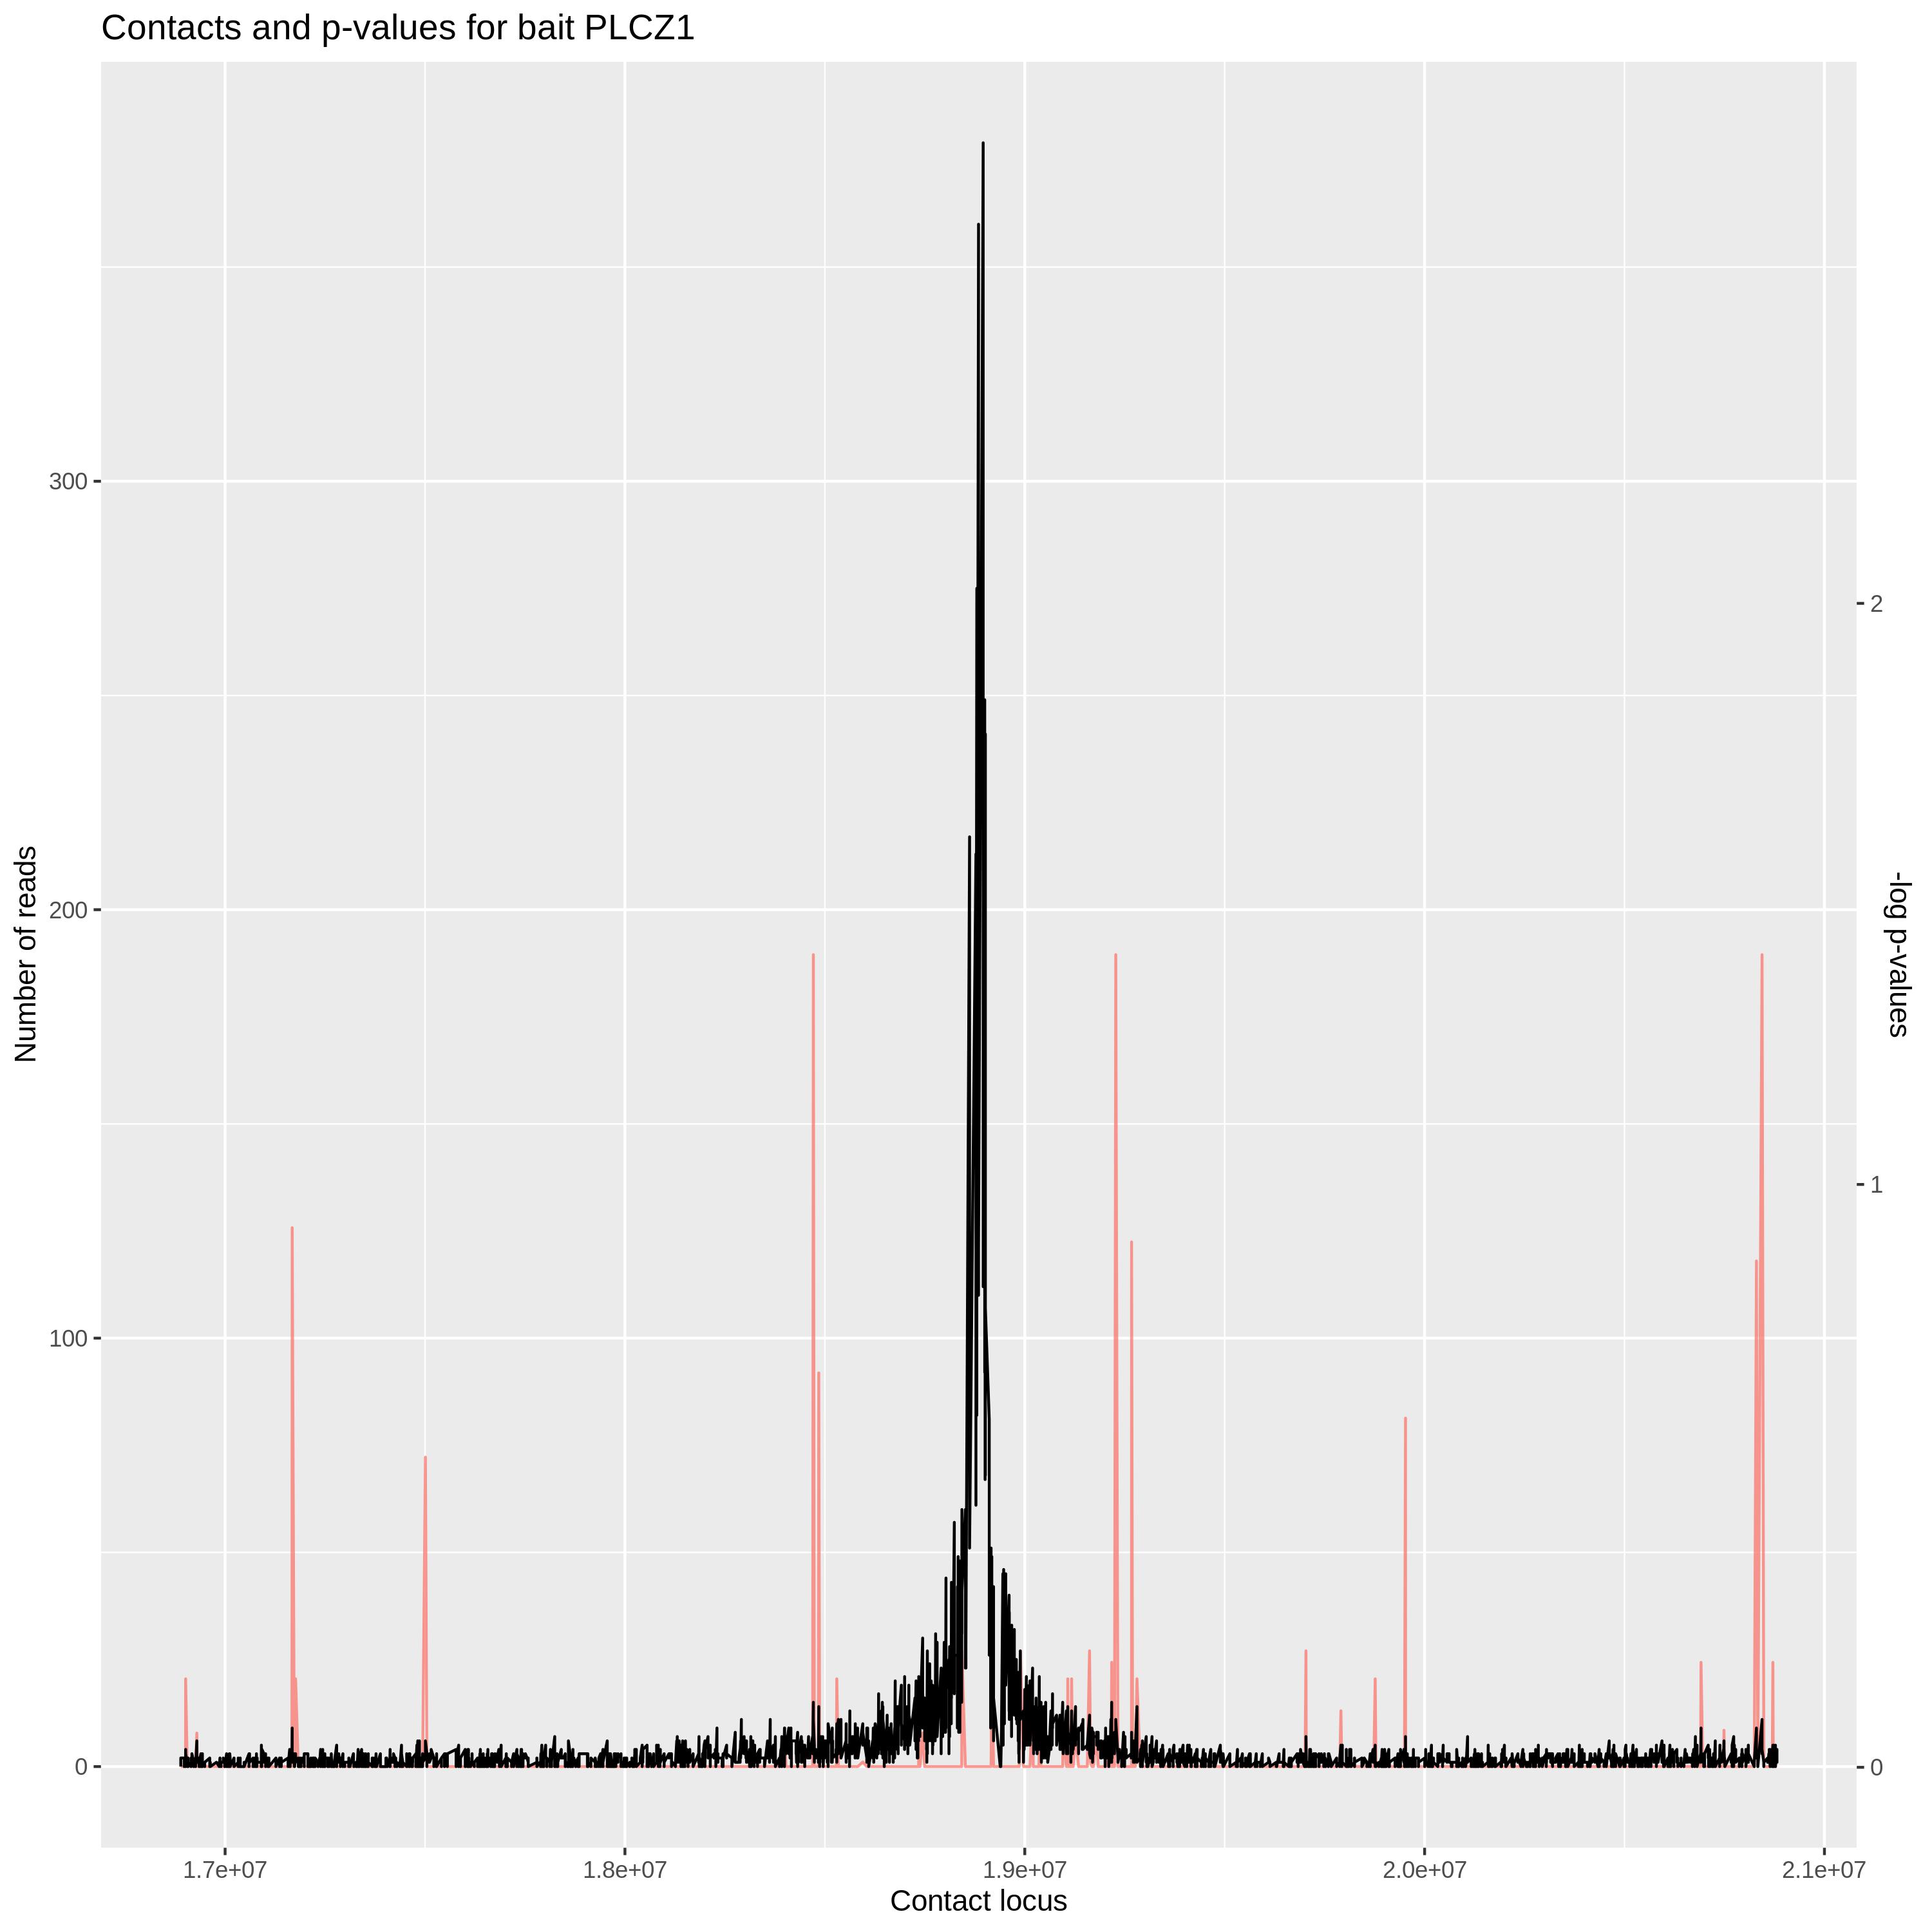 Contacts and p-values for bait PLCZ1
Number of reads
300
200
100
0
2
1
0
-log p-values
1.7e+07
1.8e+07
1.9e+07
2.0e+07
2.1e+07
Contact locus